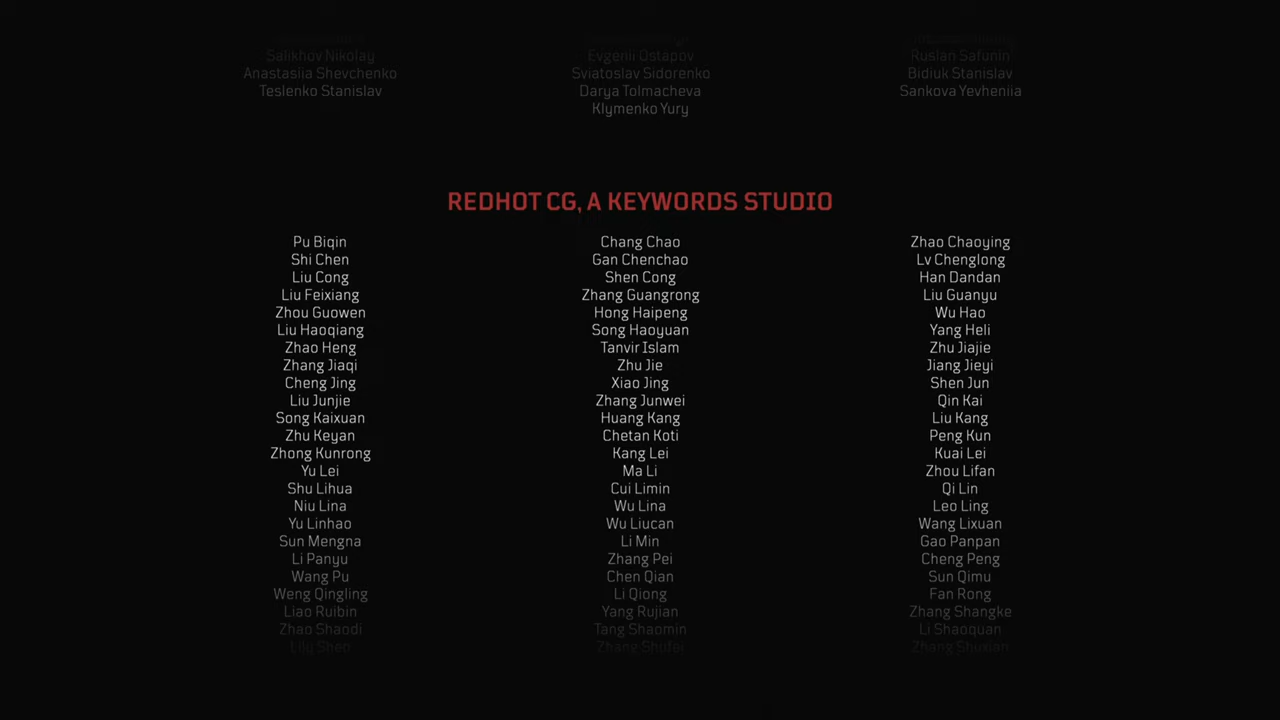 Salikhov Nikolay Evgenii Ostapov Ruslan Safunin
Anastasiia Shevchenko Sviatoslav Sidorenko Bidiuk Stanislav
Teslenko Stanislav Darya Tolmacheva Sankova Yevheniia
Klymenko Yury
REDHOT CG, A KEYWORDS STUDIO
Pu Biqin Chang Chao Zhao Chaoying
Shi Chen Gan Chenchao Lv Chenglong
Liu Cong Shen Cong Han Dandan
Liu Feixiang Zhang Guangrong Liu Guanyu
Zhou Guowen Hong Haipeng Wu Hao
Liu Haoqiang Song Haoyuan Yang Heli
Zhao Heng Tanvir Islam Zhu Jiajie
Zhang Jiaqi Zhu Jie Jiang Jieyi
Cheng Jing Xiao Jing Shen Jun
Liu Junjie Zhang Junwei Qin Kai
Song Kaixuan Huang Kang Liu Kang
Zhu Keyan Chetan Koti Peng Kun
Zhong Kunrong Kang Lei Kuai Lei
Yu Lei Ma Li Zhou Lifan
Shu Lihua Cui Limin Qi Lin
Niu Lina Wu Lina Leo Ling
Yu Linhao Wu Liucan Wang Lixuan
Sun Mengna Li Min Gao Panpan
Li Panyu Zhang Pei Cheng Peng
Wang Pu Chen Qian Sun Qimu
Weng Qingling Li Qiong Fan Rong
Liao Ruibin Yang Rujian Zhang Shangke
Zhao Shaodi Tang Shaomin Li Shaoquan
Lily Shen Zhang Shifei Zhang Shuxian